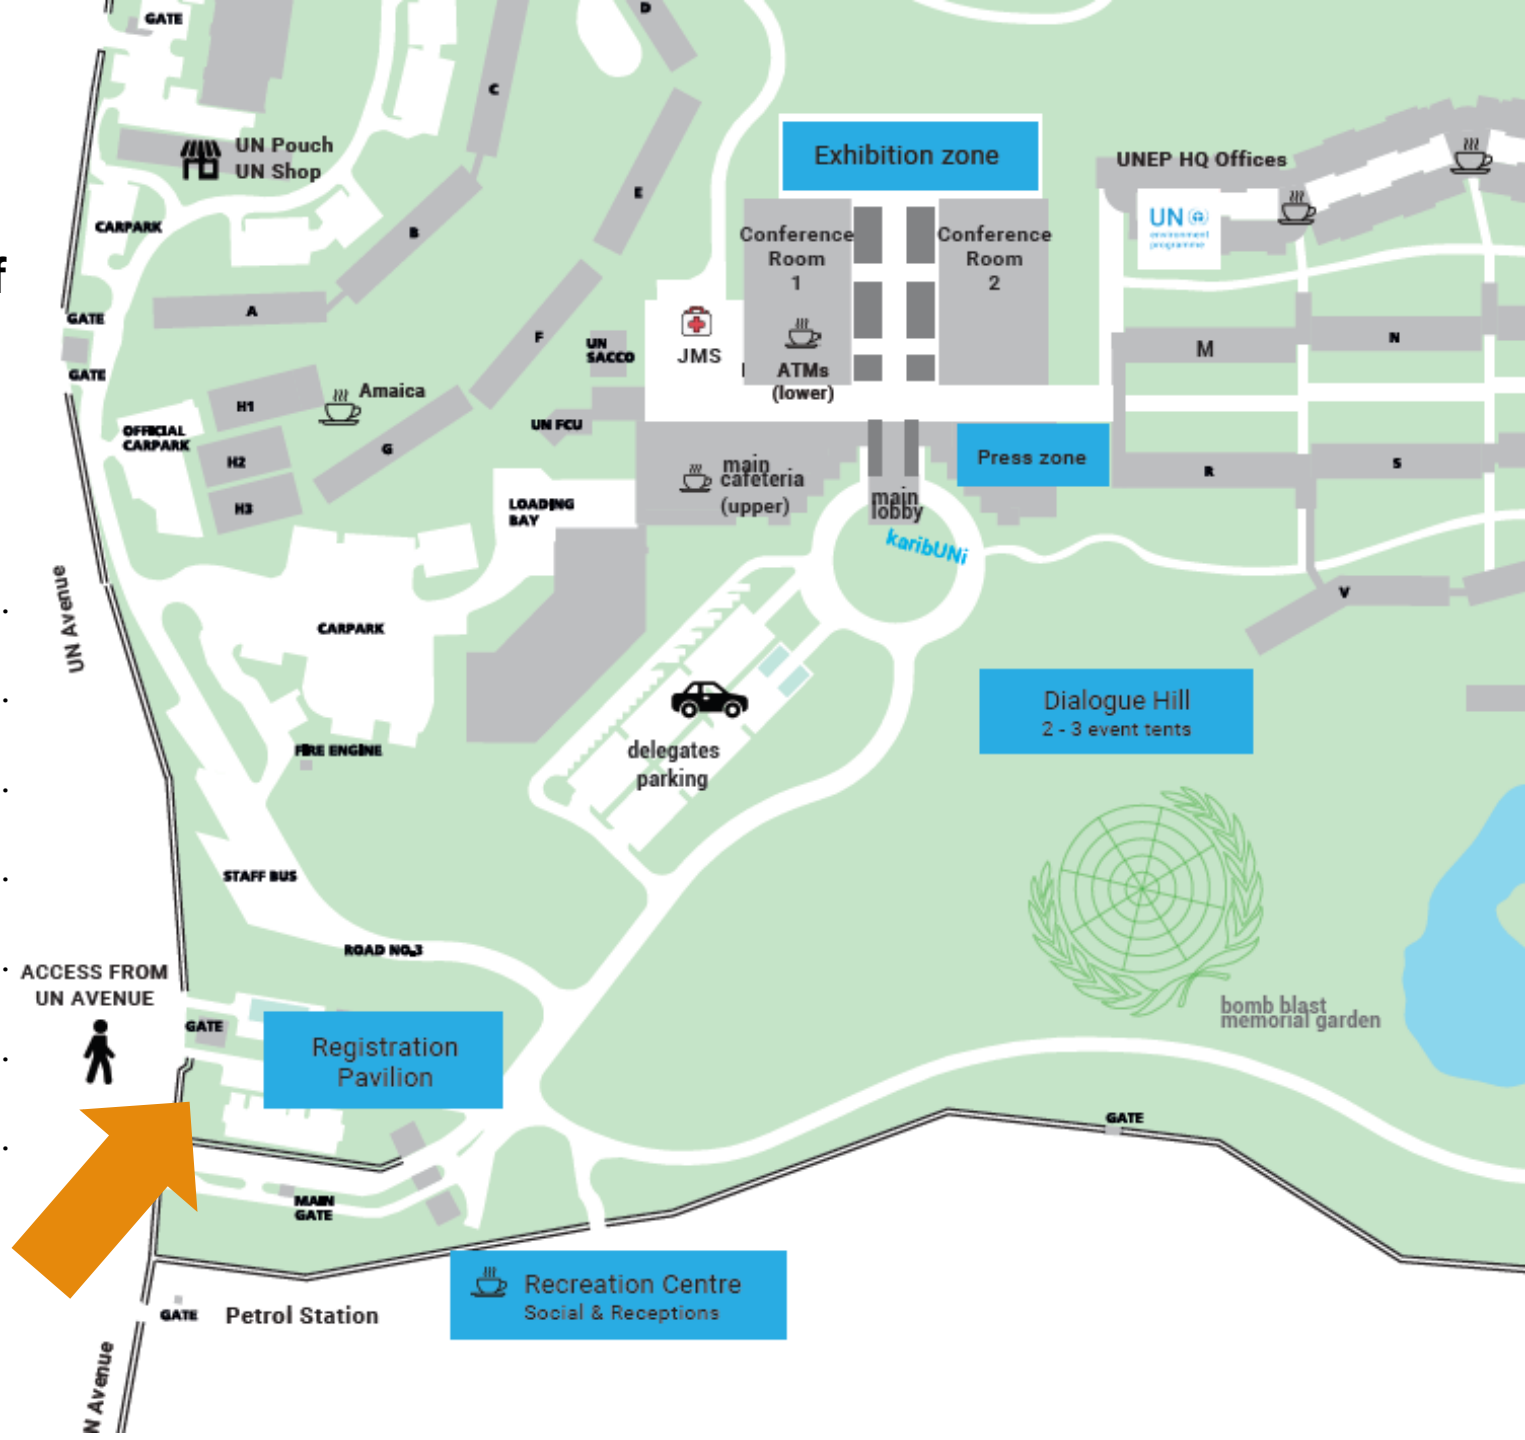 GATE
D
C
UN Pouch
UN Shop
Exhibition zone
UNEP HQ Offices
E
CARPARK
B
Conference
Room
1
Conference
Room
2
UN
environment
programme
f
A
GATE
F
UN
SACCO
JMS
M
N
GATE
ATMs
(lower)
Amaica
H1
OFFICIAL
CARPARK
G
UN FCU
H2
main
cafeteria
(upper)
Press zone
R
S
H3
LOADING
BAY
main
lobby
karibUNi
UN Avenue
V
CARPARK
Dialogue Hill
2 - 3 event tents
FIRE ENGINE
delegates
parking
STAFF BUS
ROAD NO.3
ACCESS FROM
UN AVENUE
bomb blast
memorial garden
GATE
Registration
Pavilion
GATE
MAIN
GATE
Recreation Centre
Social & Receptions
GATE
Petrol Station
N Avenue